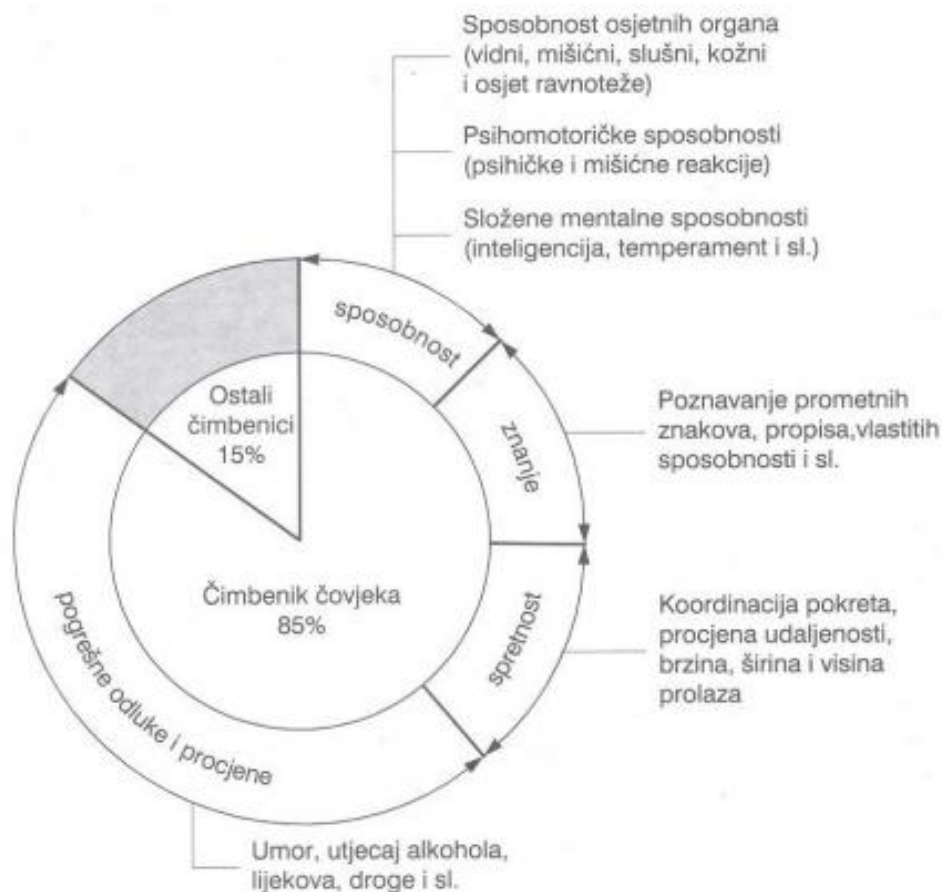 Sposobnost osjetnih organa
(vidni, mišićni, slušni, kožni
i osjet ravnoteže)
Psihomotoričke sposobnosti
(psihičke i mišićne reakcije)
Složene mentalne sposobnosti
(inteligencija, temperament i sl.)
sposobnost
Ostali
čimbenici
15%
znanje
Poznavanje prometnih
znakova, propisa,vlastitih
sposobnosti i sl.
Čimbenik čovjeka
85%
spretnost
Koordinacija pokreta,
procjena udaljenosti,
brzina, širina i visina
prolaza
pogrešne odluke i procjene
Umor, utjecaj alkohola,
lijekova, droge i sl.